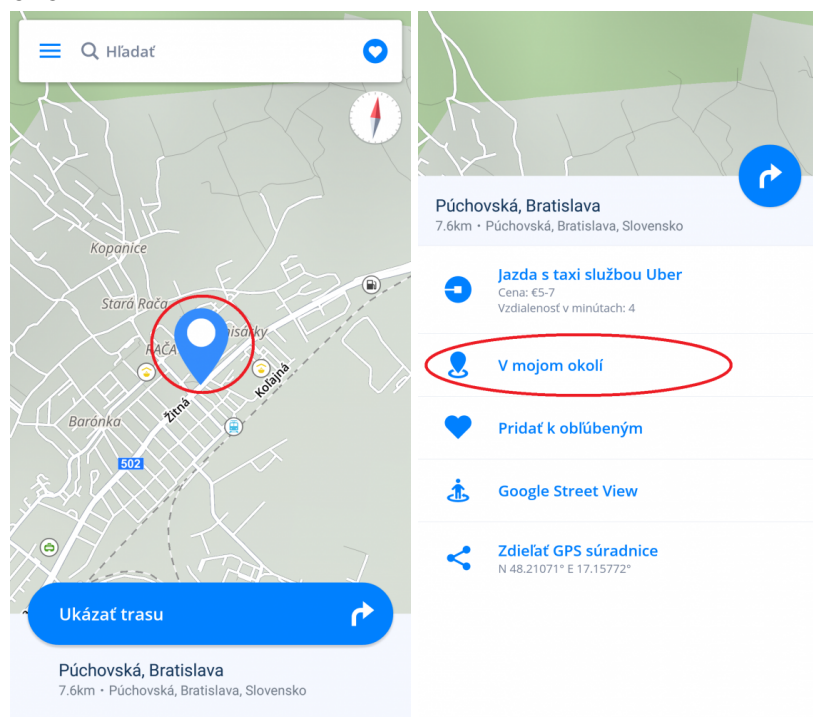 Hľadať
Kopanice
Stará Rača
RAČA
Koľajná
Žitná
Barónka
502
Ukázať trasu
Púchovská, Bratislava
7.6km • Púchovská, Bratislava, Slovensko
Púchovská, Bratislava
7.6km • Púchovská, Bratislava, Slovensko
Jazda s taxi službou Uber
Cena: €5-7
Vzdialenosť v minútach: 4
V mojom okolí
Pridať k obľúbeným
Google Street View
Zdieľať GPS súradnice
N 48.21071° E 17.15772°